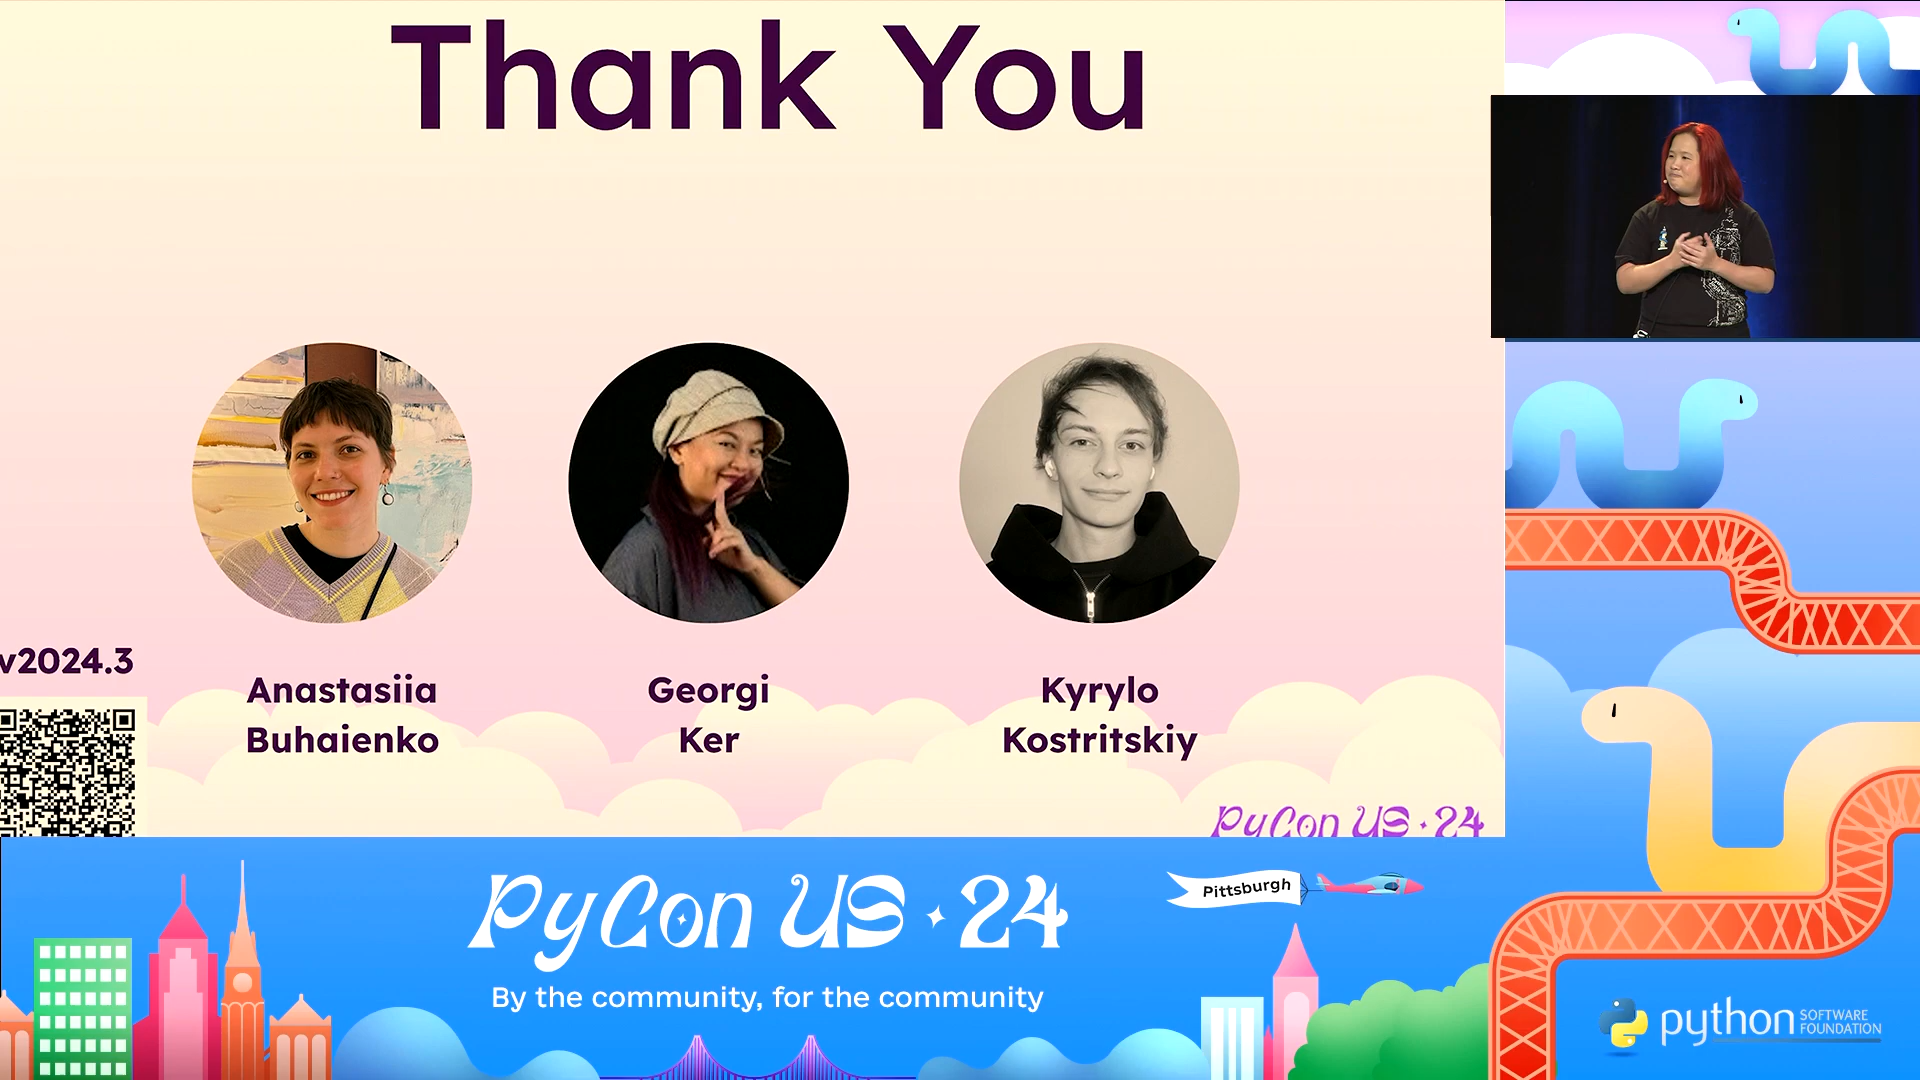 Thank You
v2024.3
Anastasiia
Buhaienko
Georgi
Ker
Kyrylo
Kostritskiy
PyCon US · 24
PyCon US · 24
By the community, for the community
Pittsburgh
python
SOFTWARE
FOUNDATION